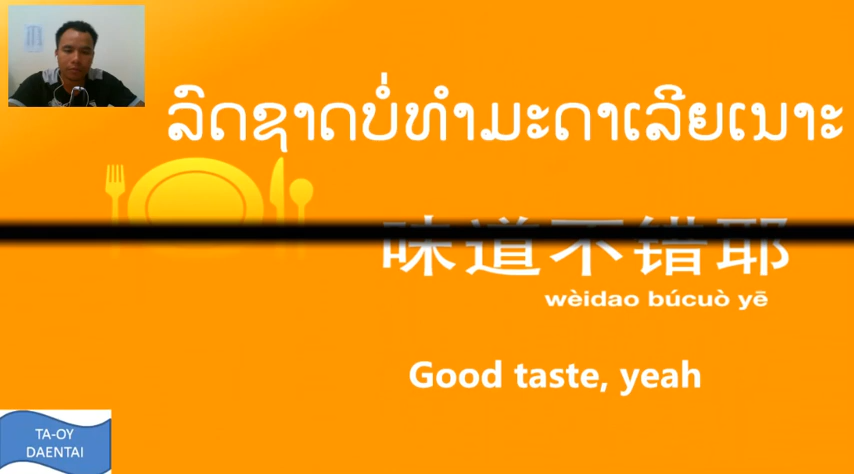 ລົດຊາດບໍ່ທຳມະດາເລີຍເນາະ
味道不错耶
wèidao búcuò yē
Good taste, yeah
TA-OY
DAENTAI